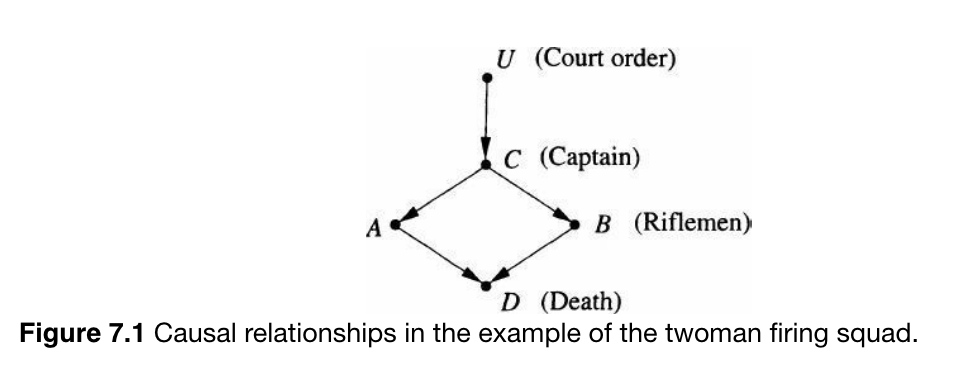 U (Court order)
C (Captain)
A
B (Riflemen)
D (Death)
Figure 7.1 Causal relationships in the example of the twoman firing squad.